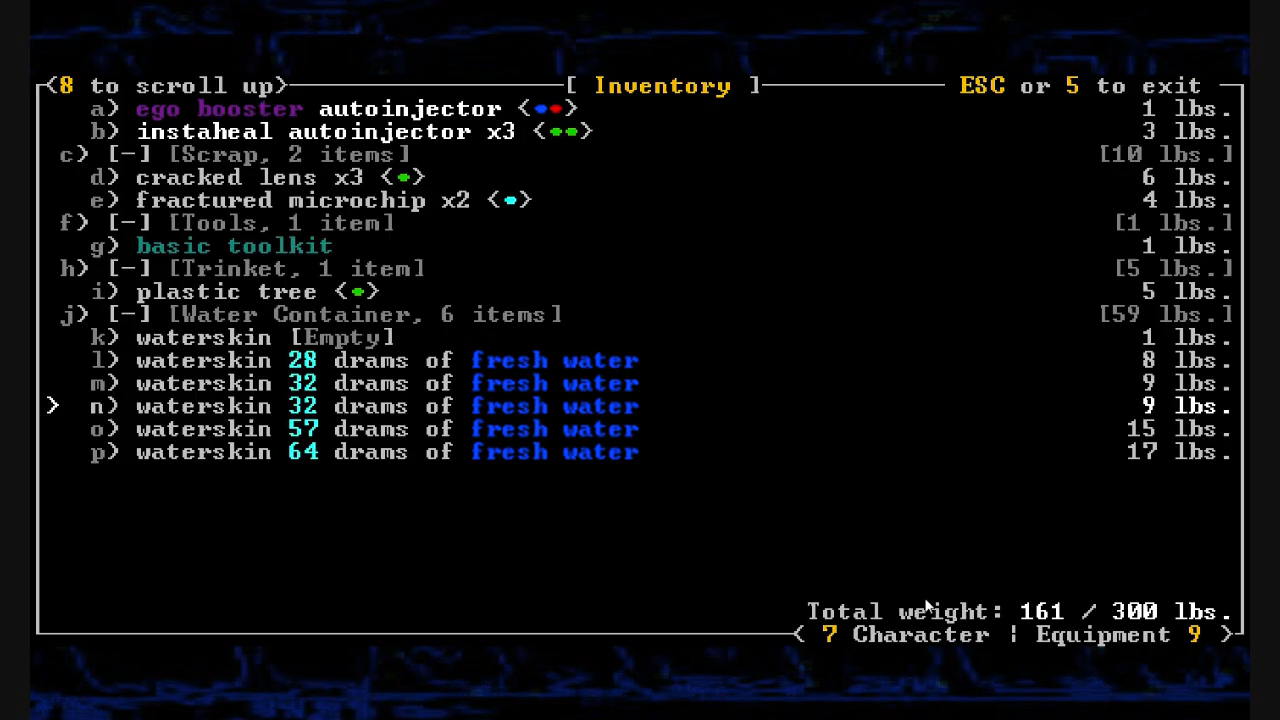 <8 to scroll up> [ Inventory ] ESC or 5 to exit
a) ego booster autoinjector <••> 1 lbs.
b) instaheal autoinjector x3 <••> 3 lbs.
c) [-] [Scrap, 2 items] [10 lbs.]
d) cracked lens x3 <•> 6 lbs.
e) fractured microchip x2 <•> 4 lbs.
f) [-] [Tools, 1 item] [1 lbs.]
g) basic toolkit 1 lbs.
h) [-] [Trinket, 1 item] [5 lbs.]
i) plastic tree <•> 5 lbs.
j) [-] [Water Container, 6 items] [59 lbs.]
k) waterskin [Empty] 1 lbs.
l) waterskin 28 drams of fresh water 8 lbs.
m) waterskin 32 drams of fresh water 9 lbs.
> n) waterskin 32 drams of fresh water 9 lbs.
o) waterskin 57 drams of fresh water 15 lbs.
p) waterskin 64 drams of fresh water 17 lbs.
Total weight: 161 / 300 lbs.
< 7 Character | Equipment 9 >